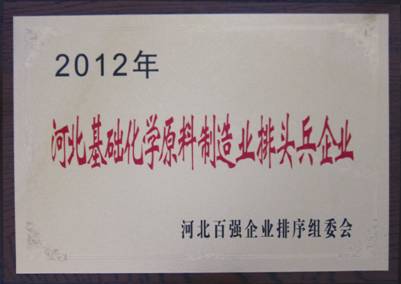 2012年
河北基础化学原料制造业排头兵企业
河北百强企业排序组委会